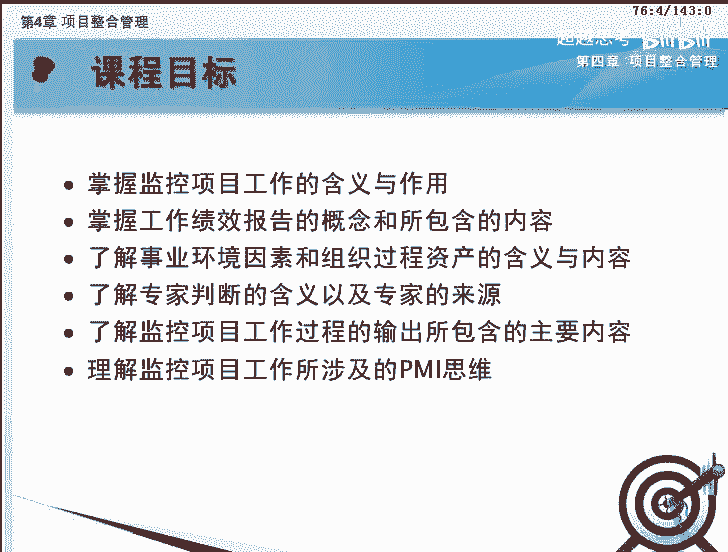 第4章 项目整合管理
76:4/143:0
bilibili
第四章 项目整合管理
课程目标
掌握监控项目工作的含义与作用
掌握工作绩效报告的概念和所包含的内容
了解事业环境因素和组织过程资产的含义与内容
了解专家判断的含义以及专家的来源
了解监控项目工作过程的输出所包含的主要内容
理解监控项目工作所涉及的PMI思维